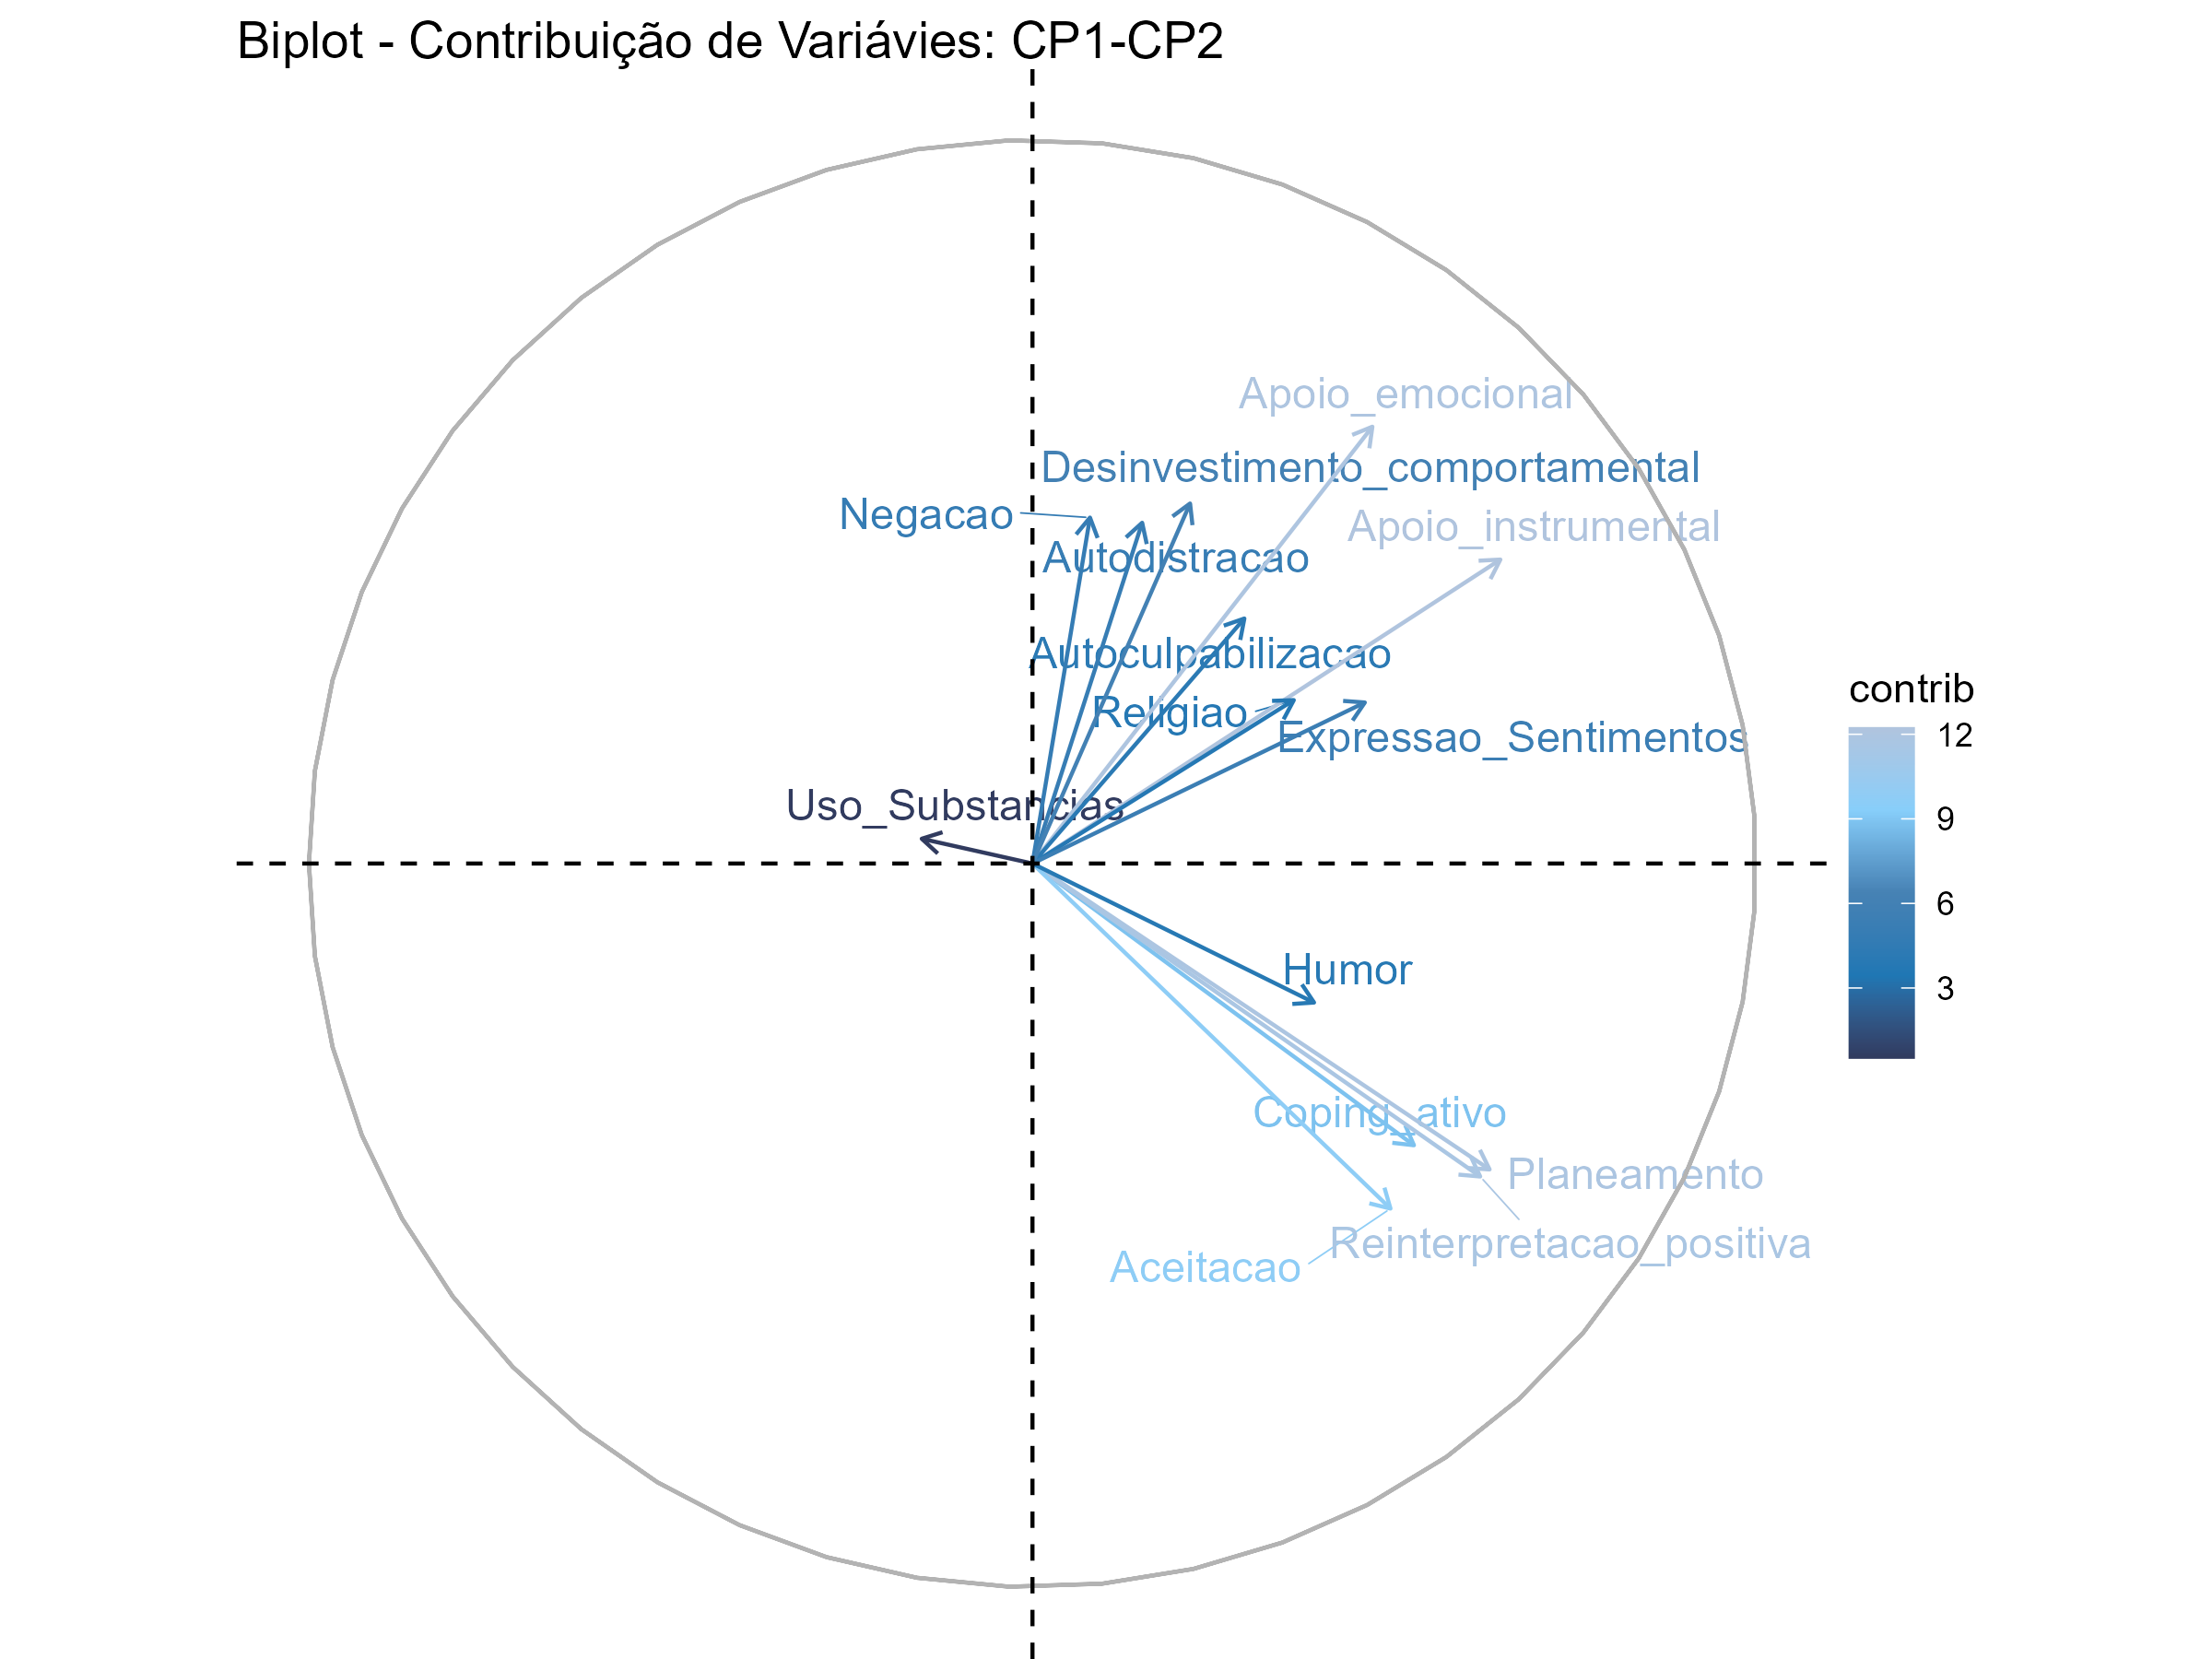 Biplot - Contribuição de Variávies: CP1-CP2
Apoio_emocional
Desinvestimento_comportamental
Negacao
Apoio_instrumental
Autodistracao
Autoculpabilizacao
Religiao
Expressao_Sentimentos
Uso_Substancias
Humor
Coping_ativo
Planeamento
Reinterpretacao_positiva
Aceitacao
contrib
12
9
6
3